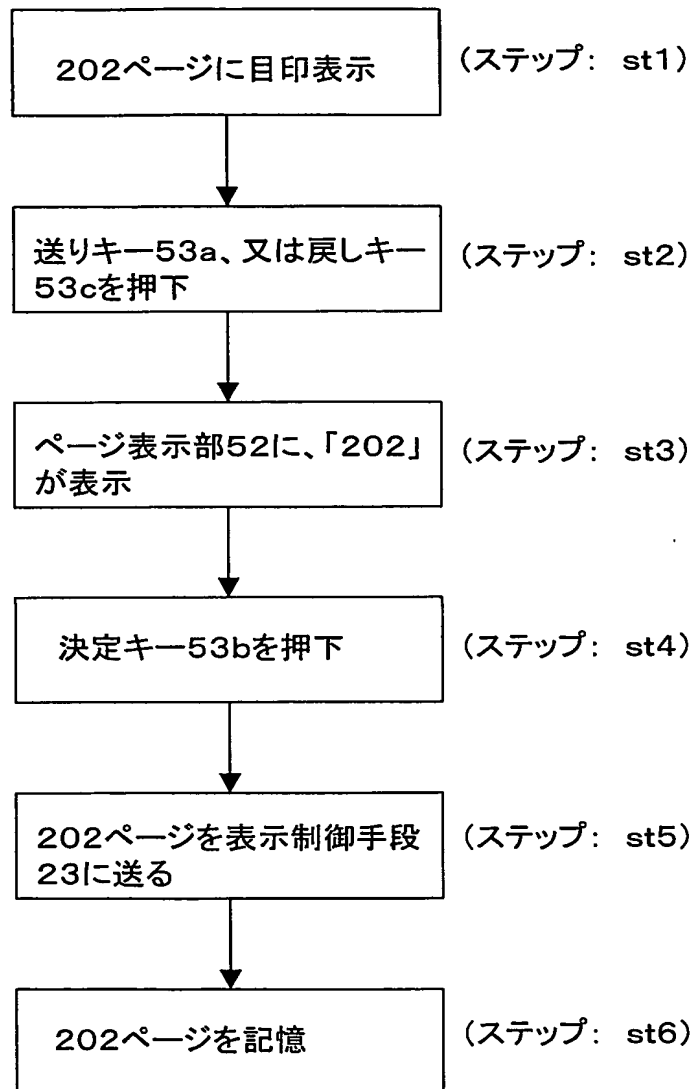 202ページに目印表示
(ステップ: st1)
送りキー53a、又は戻しキー
53cを押下
(ステップ: st2)
ページ表示部52に、「202」
が表示
(ステップ: st3)
決定キー53bを押下
(ステップ: st4)
202ページを表示制御手段
23に送る
(ステップ: st5)
202ページを記憶
(ステップ: st6)